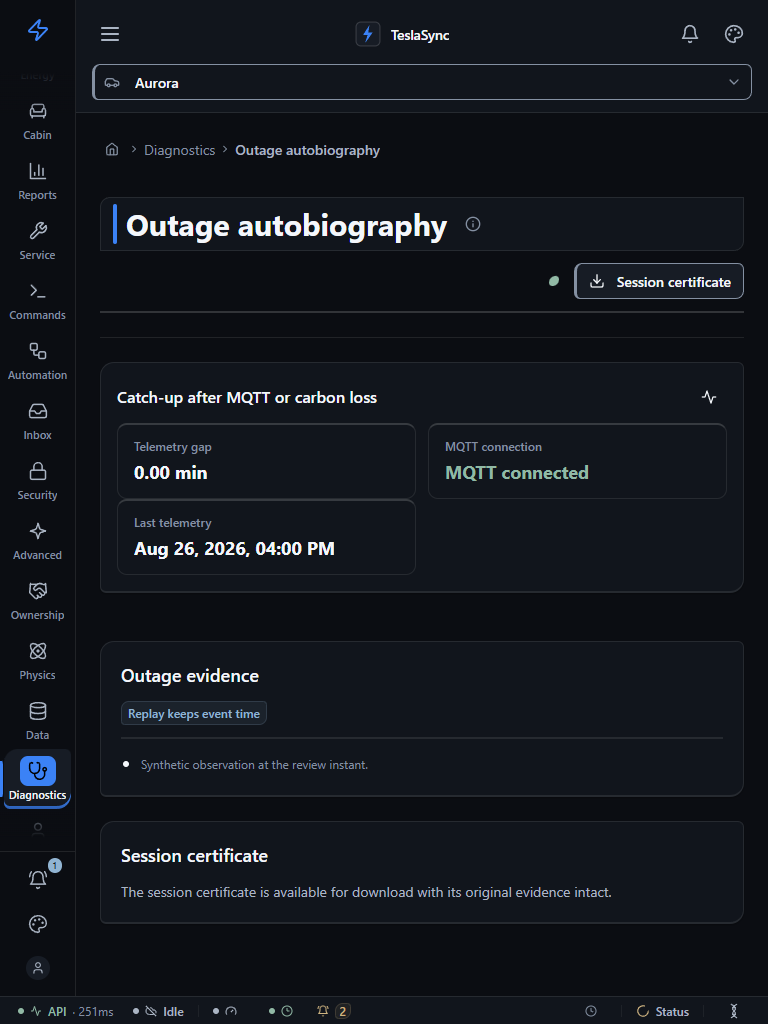 TeslaSync
Aurora
Energy
Cabin
Reports
Service
Commands
Automation
Inbox
Security
Advanced
Ownership
Physics
Data
Diagnostics
1
Diagnostics
Outage autobiography
Outage autobiography
Session certificate
Catch-up after MQTT or carbon loss
Telemetry gap
0.00 min
MQTT connection
MQTT connected
Last telemetry
Aug 26, 2026, 04:00 PM
Outage evidence
Replay keeps event time
Synthetic observation at the review instant.
Session certificate
The session certificate is available for download with its original evidence intact.
API · 251ms
Idle
2
Status